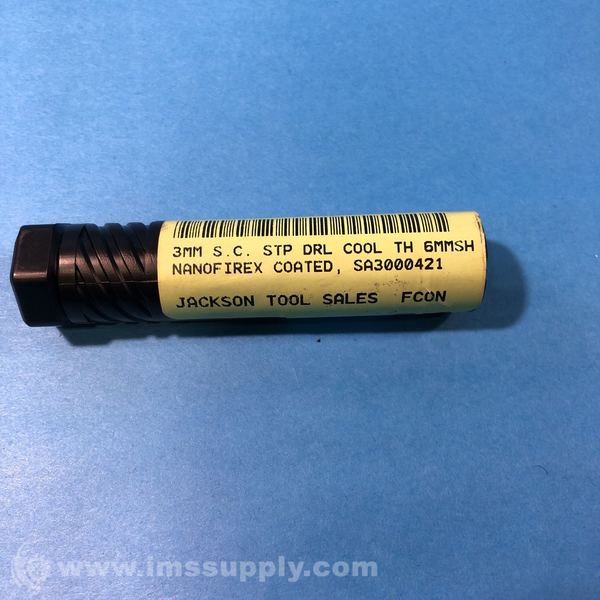 3MM S.C. STP DRL COOL TH 6MMSH
NANOFIREX COATED, SA3000421
JACKSON TOOL SALES FCON
www.imssupply.com